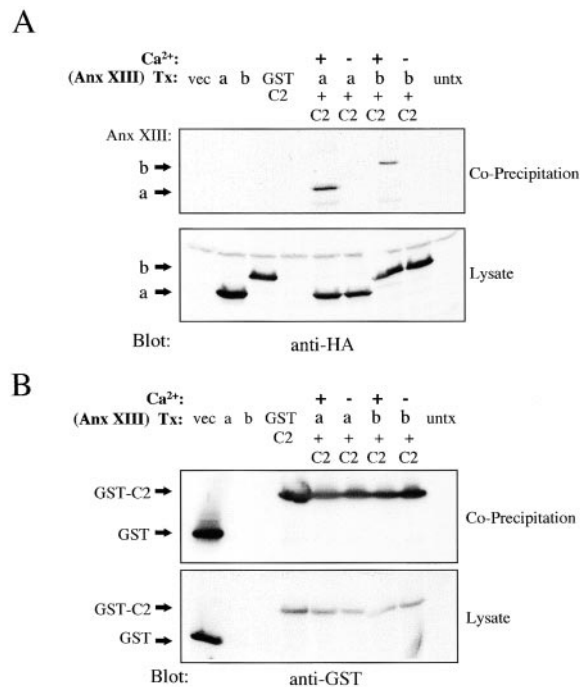 A
Ca²⁺: + - + -
(Anx XIII) Tx: vec a b GST a a b b untx
C2 + + + +
C2 C2 C2 C2
Anx XIII:
b
a
Co-Precipitation
b
a
Lysate
Blot: anti-HA
B
Ca²⁺: + - + -
(Anx XIII) Tx: vec a b GST a a b b untx
C2 + + + +
C2 C2 C2 C2
GST-C2
GST
Co-Precipitation
GST-C2
GST
Lysate
Blot: anti-GST